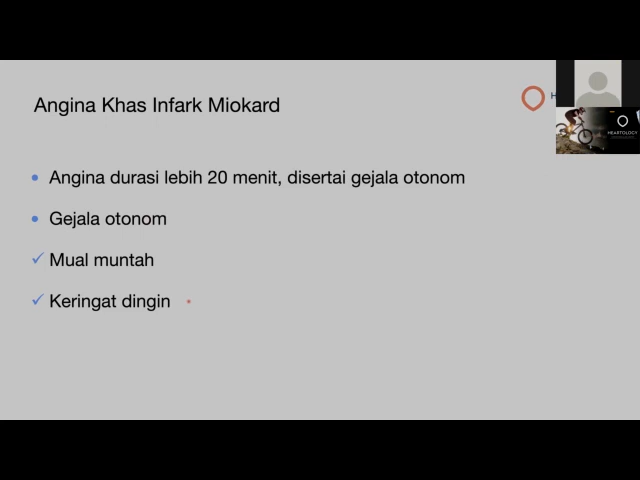 Angina Khas Infark Miokard
H
HEARTOLOGY
Angina durasi lebih 20 menit, disertai gejala otonom
Gejala otonom
Mual muntah
Keringat dingin